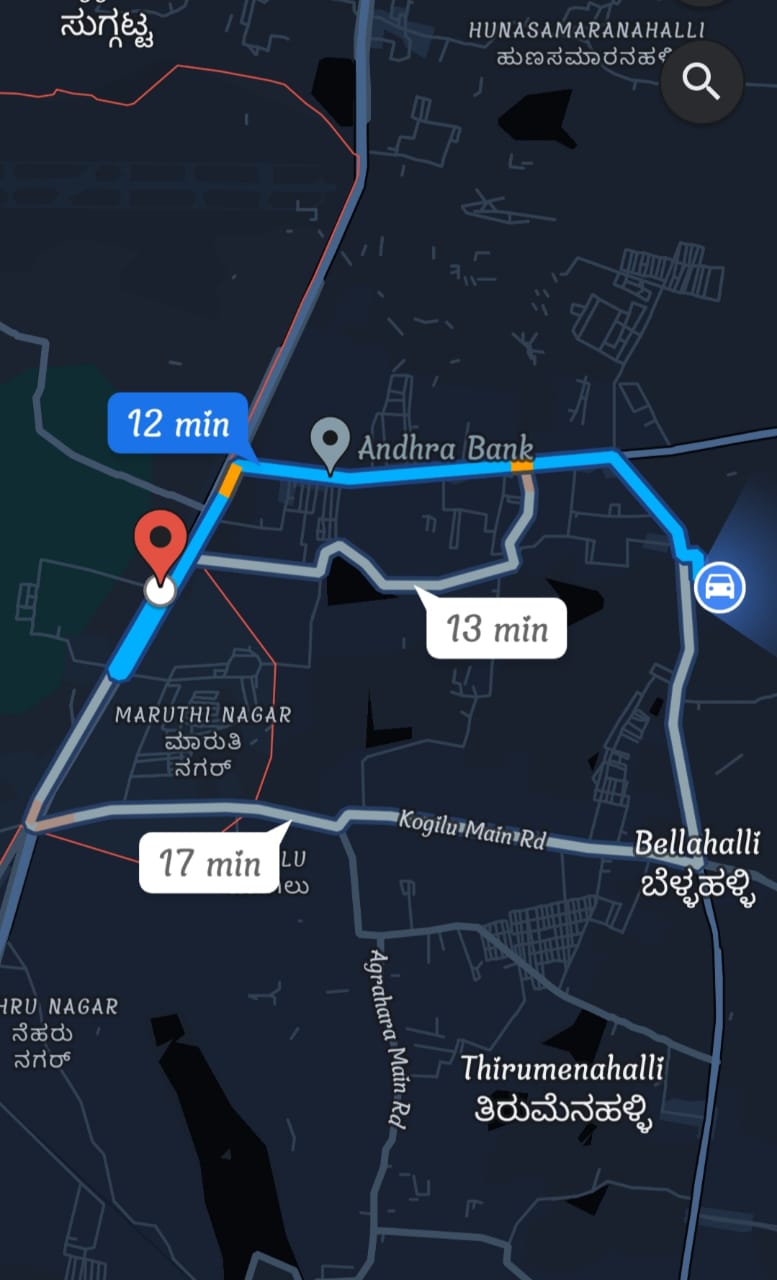 ಸುಗ್ಗಟ್ಟ
HUNASAMARANAHALLI
12 min
Andhra Bank
13 min
MARUTHI NAGAR
ಮಾರುತಿ
ನಗರ್
Kogilu Main Rd
Bellahalli
ಬೆಳ್ಳಹಳ್ಳಿ
17 min
LU
Agrahara Main Rd
HRU NAGAR
ನೆಹರು
ನಗರ್
Thirumenahalli
ತಿರುಮೆನಹಳ್ಳಿ